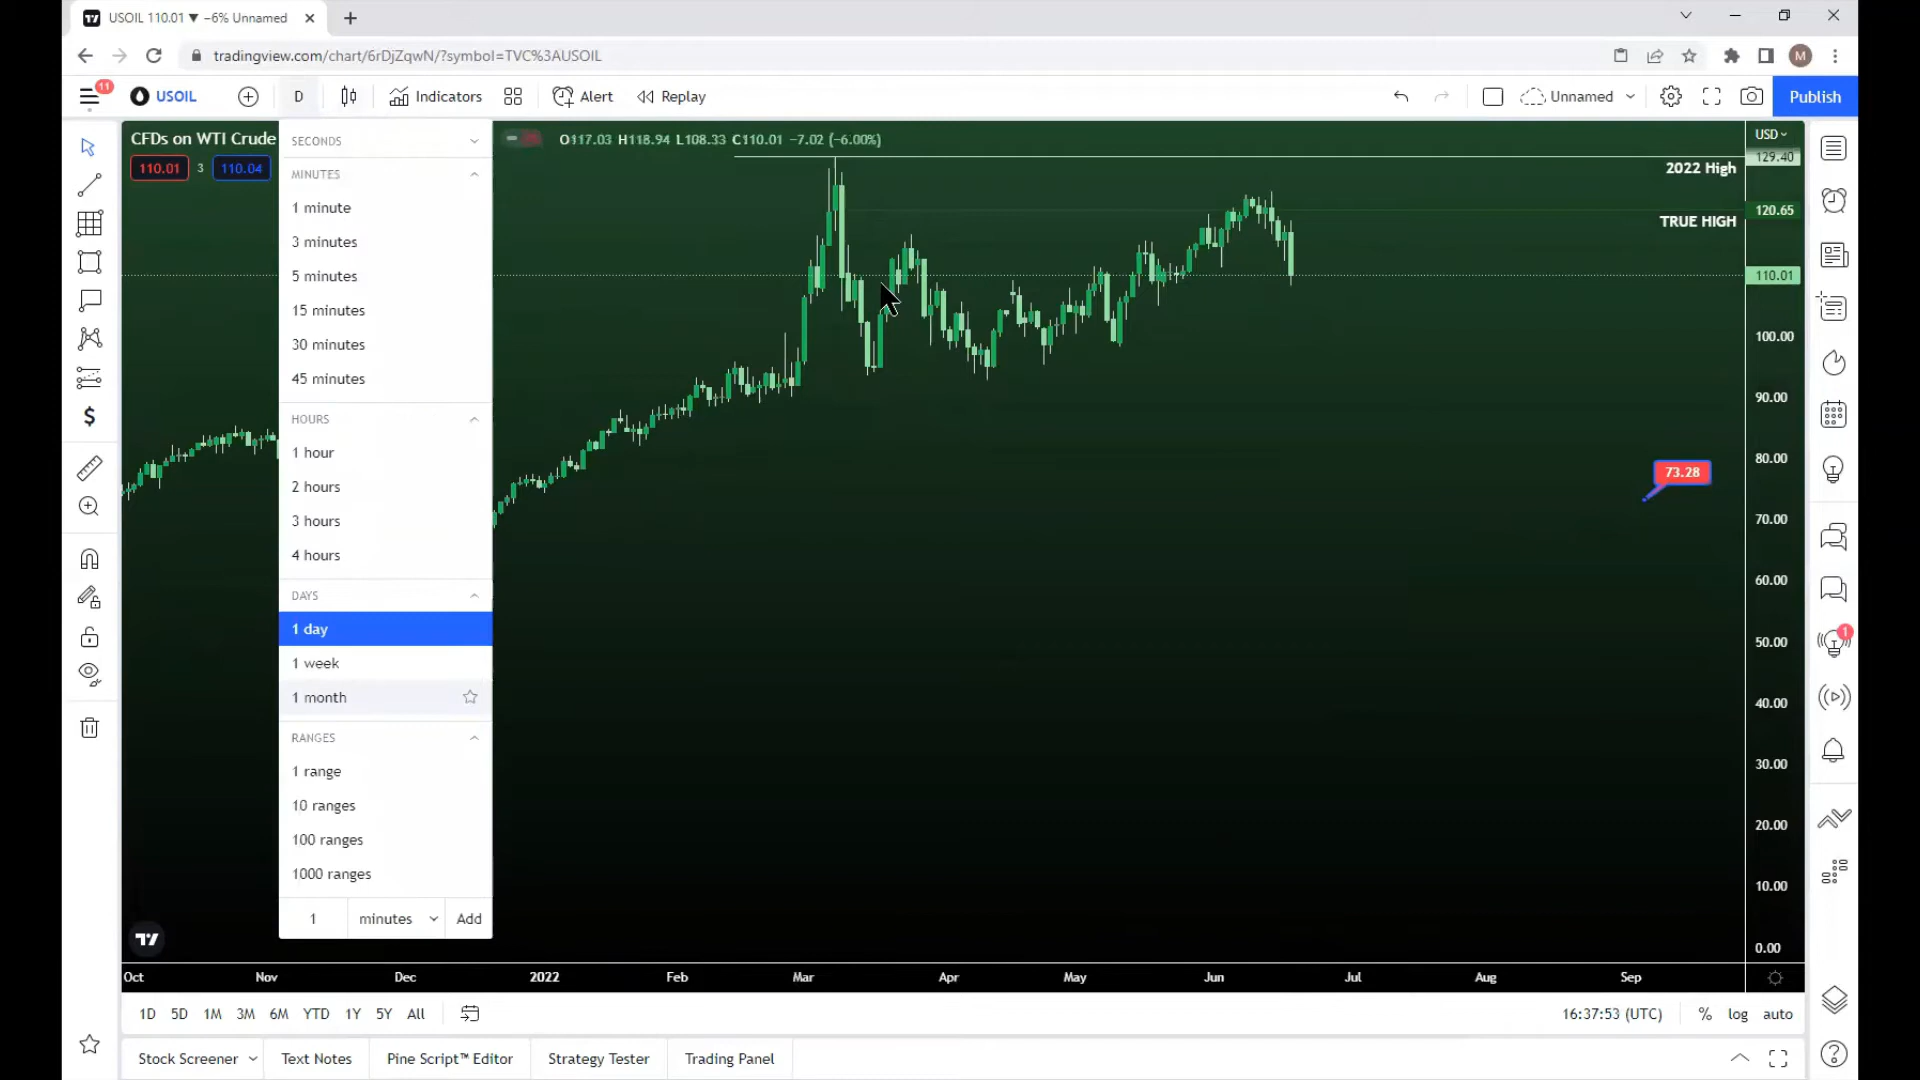 USOIL 110.01 ▼ −6% Unnamed
tradingview.com/chart/6rDjZqwN/?symbol=TVC%3AUSOIL
M
11
USOIL
D
Indicators
Alert
Replay
Unnamed
Publish
CFDs on WTI Crude
O117.03 H118.94 L108.33 C110.01 −7.02 (−6.00%)
110.01 3 110.04
SECONDS
MINUTES
1 minute
3 minutes
5 minutes
15 minutes
30 minutes
45 minutes
HOURS
1 hour
2 hours
3 hours
4 hours
DAYS
1 day
1 week
1 month
RANGES
1 range
10 ranges
100 ranges
1000 ranges
1 minutes Add
2022 High
TRUE HIGH
73.28
USD
129.40
120.65
110.01
100.00
90.00
80.00
70.00
60.00
50.00
40.00
30.00
20.00
10.00
0.00
1
Oct Nov Dec 2022 Feb Mar Apr May Jun Jul Aug Sep
1D 5D 1M 3M 6M YTD 1Y 5Y All
16:37:53 (UTC) % log auto
Stock Screener Text Notes Pine Script™ Editor Strategy Tester Trading Panel